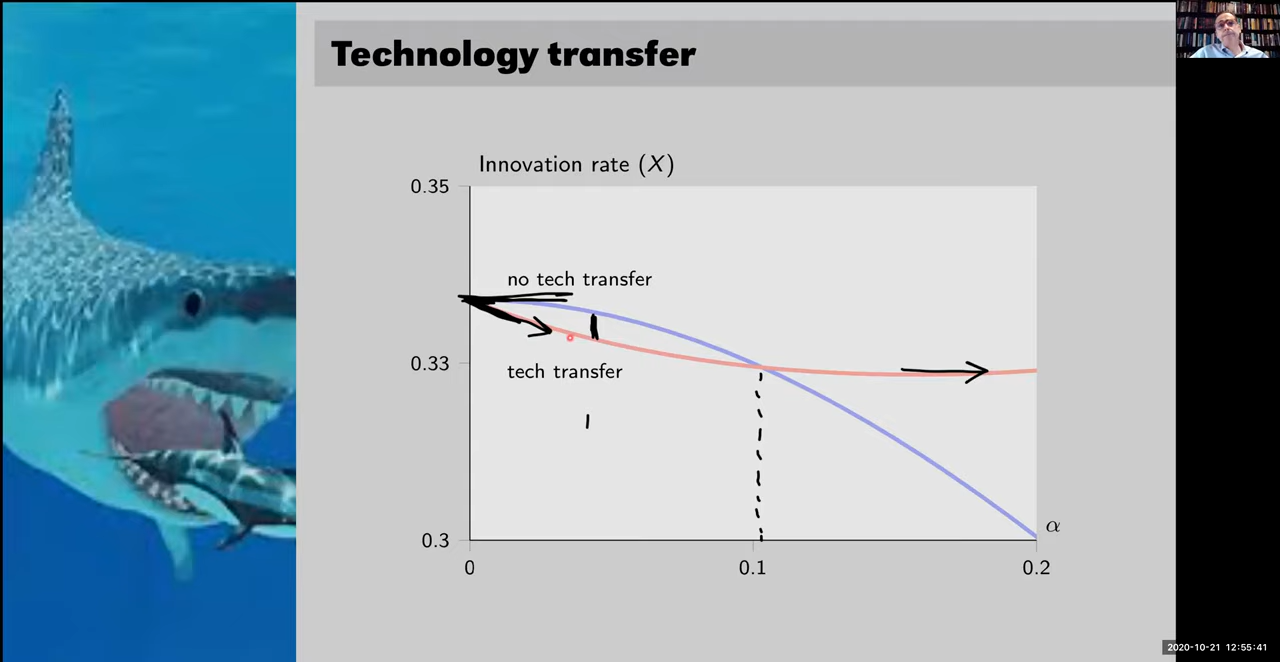 Technology transfer
Innovation rate (X)
0.35
no tech transfer
0.33
tech transfer
0.3
α
0
0.1
0.2
2020-10-21 12:55:41